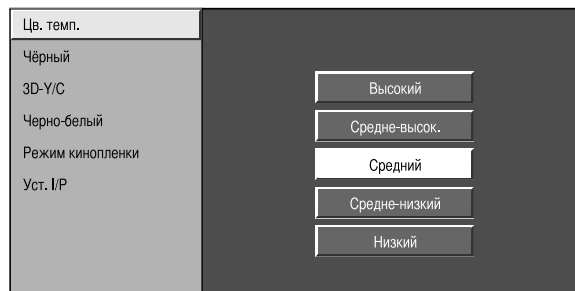 Цв. темп.
Чёрный
3D-Y/C
Черно-белый
Режим кинопленки
Уст. I/P
Высокий
Средне-высок.
Средний
Средне-низкий
Низкий